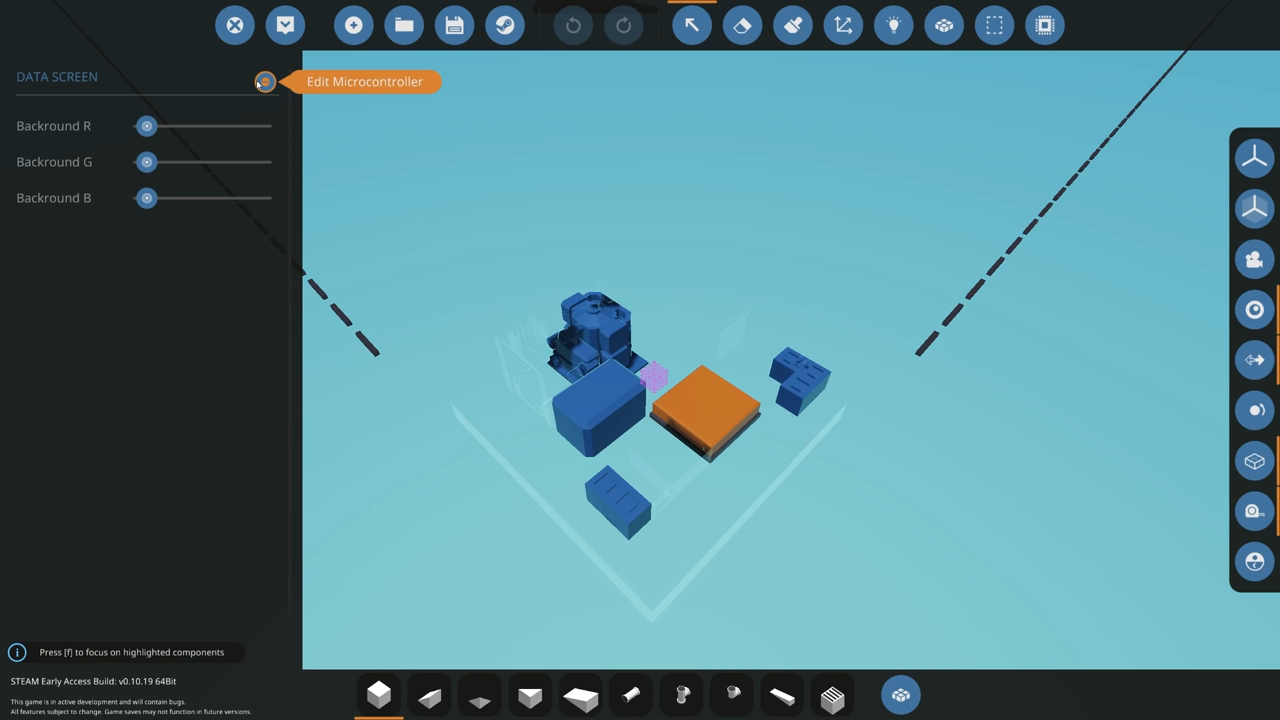 DATA SCREEN
Edit Microcontroller
Backround R
Backround G
Backround B
Press [f] to focus on highlighted components
STEAM Early Access Build: v0.10.19 64Bit
This game is in active development and will contain bugs.
All features subject to change. Game saves may not function in future versions.